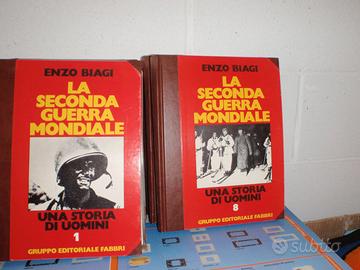 ENZO BIAGI
LA
SECONDA
GUERRA
MONDIALE
UNA STORIA
DI UOMINI
1
GRUPPO EDITORIALE FABBRI
ENZO BIAGI
LA
SECONDA
GUERRA
MONDIALE
UNA STORIA
DI UOMINI
8
GRUPPO EDITORIALE FABBRI
subito